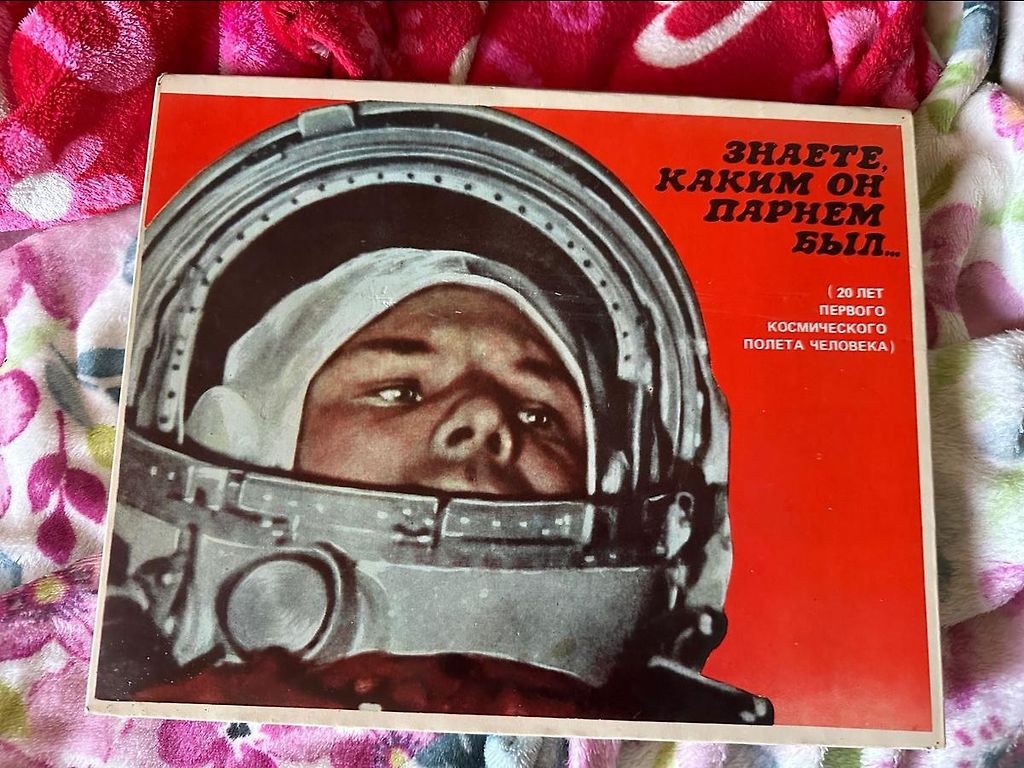 ЗНАЕТЕ,
КАКИМ ОН
ПАРНЕМ
БЫЛ...
( 20 ЛЕТ
ПЕРВОГО
КОСМИЧЕСКОГО
ПОЛЕТА ЧЕЛОВЕКА)